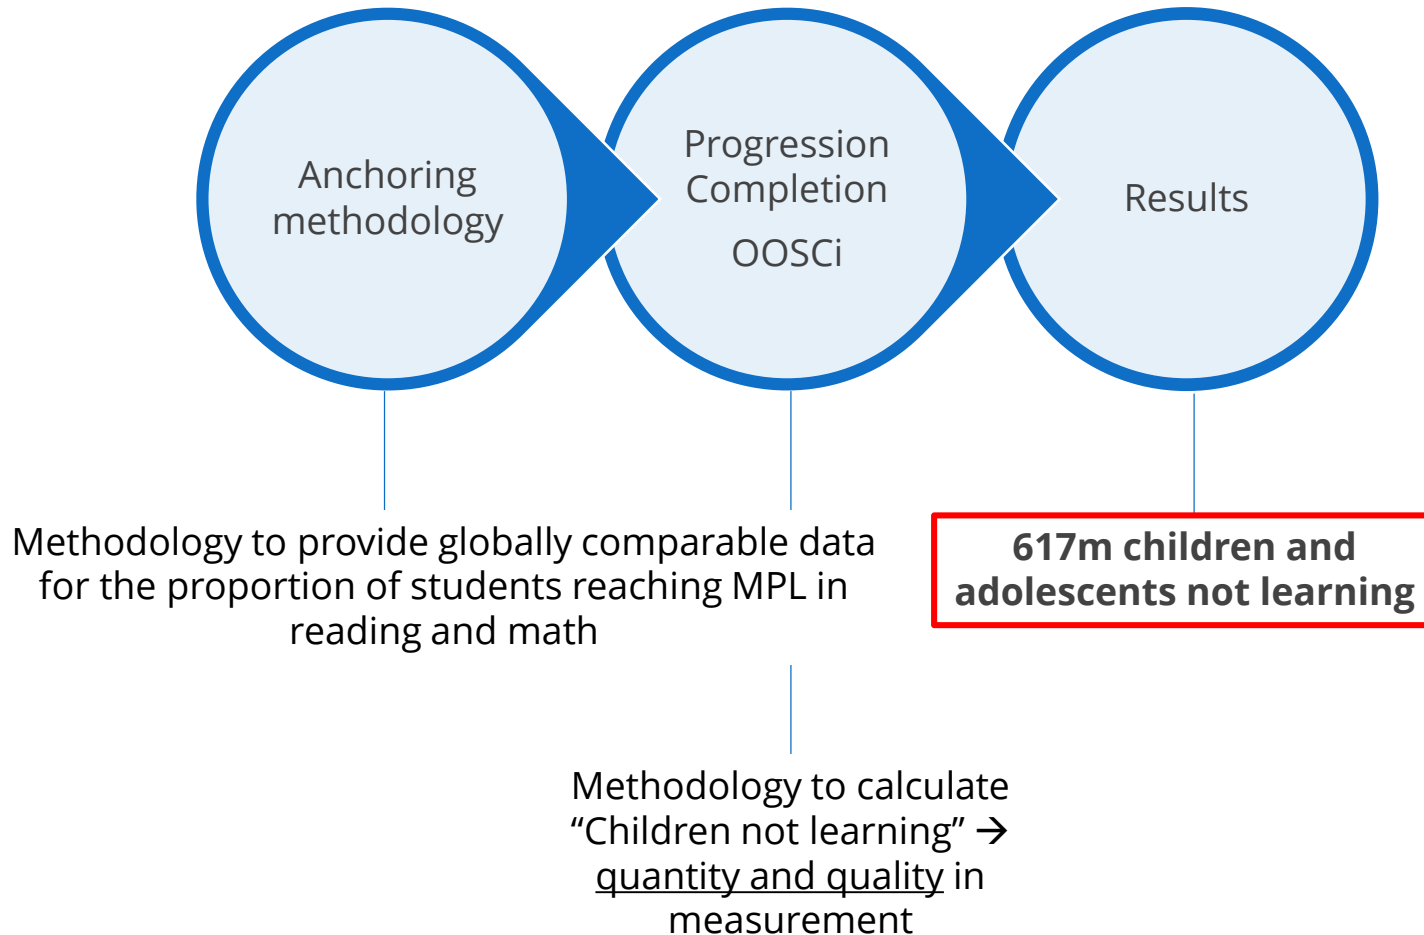 Anchoring
methodology
Progression
Completion
OOSCi
Results
Methodology to provide globally comparable data
for the proportion of students reaching MPL in
reading and math
617m children and
adolescents not learning
Methodology to calculate
“Children not learning” →
quantity and quality in
measurement